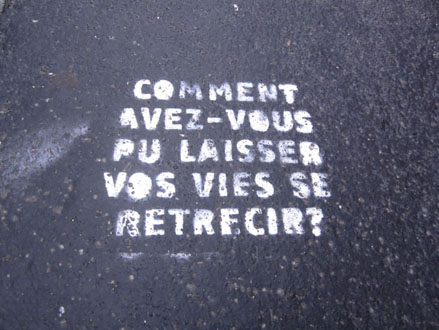 COMMENT
AVEZ-VOUS
PU LAISSER
VOS VIES SE
RETRECIR?